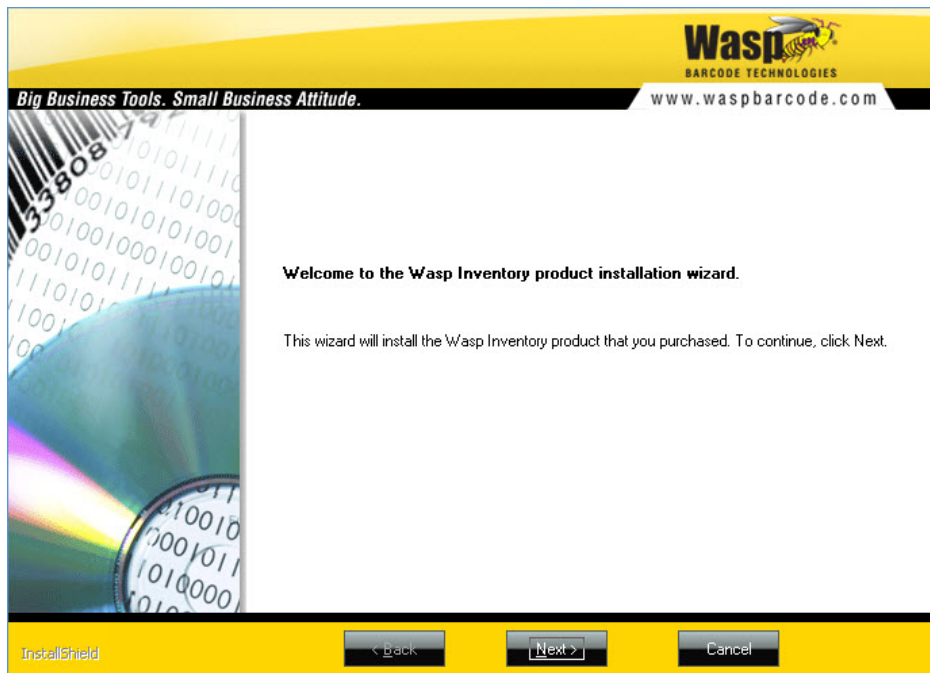 Wasp
BARCODE TECHNOLOGIES
Big Business Tools. Small Business Attitude.
www.waspbarcode.com
33808
Welcome to the Wasp Inventory product installation wizard.
This wizard will install the Wasp Inventory product that you purchased. To continue, click Next.
InstallShield
< Back
Next >
Cancel